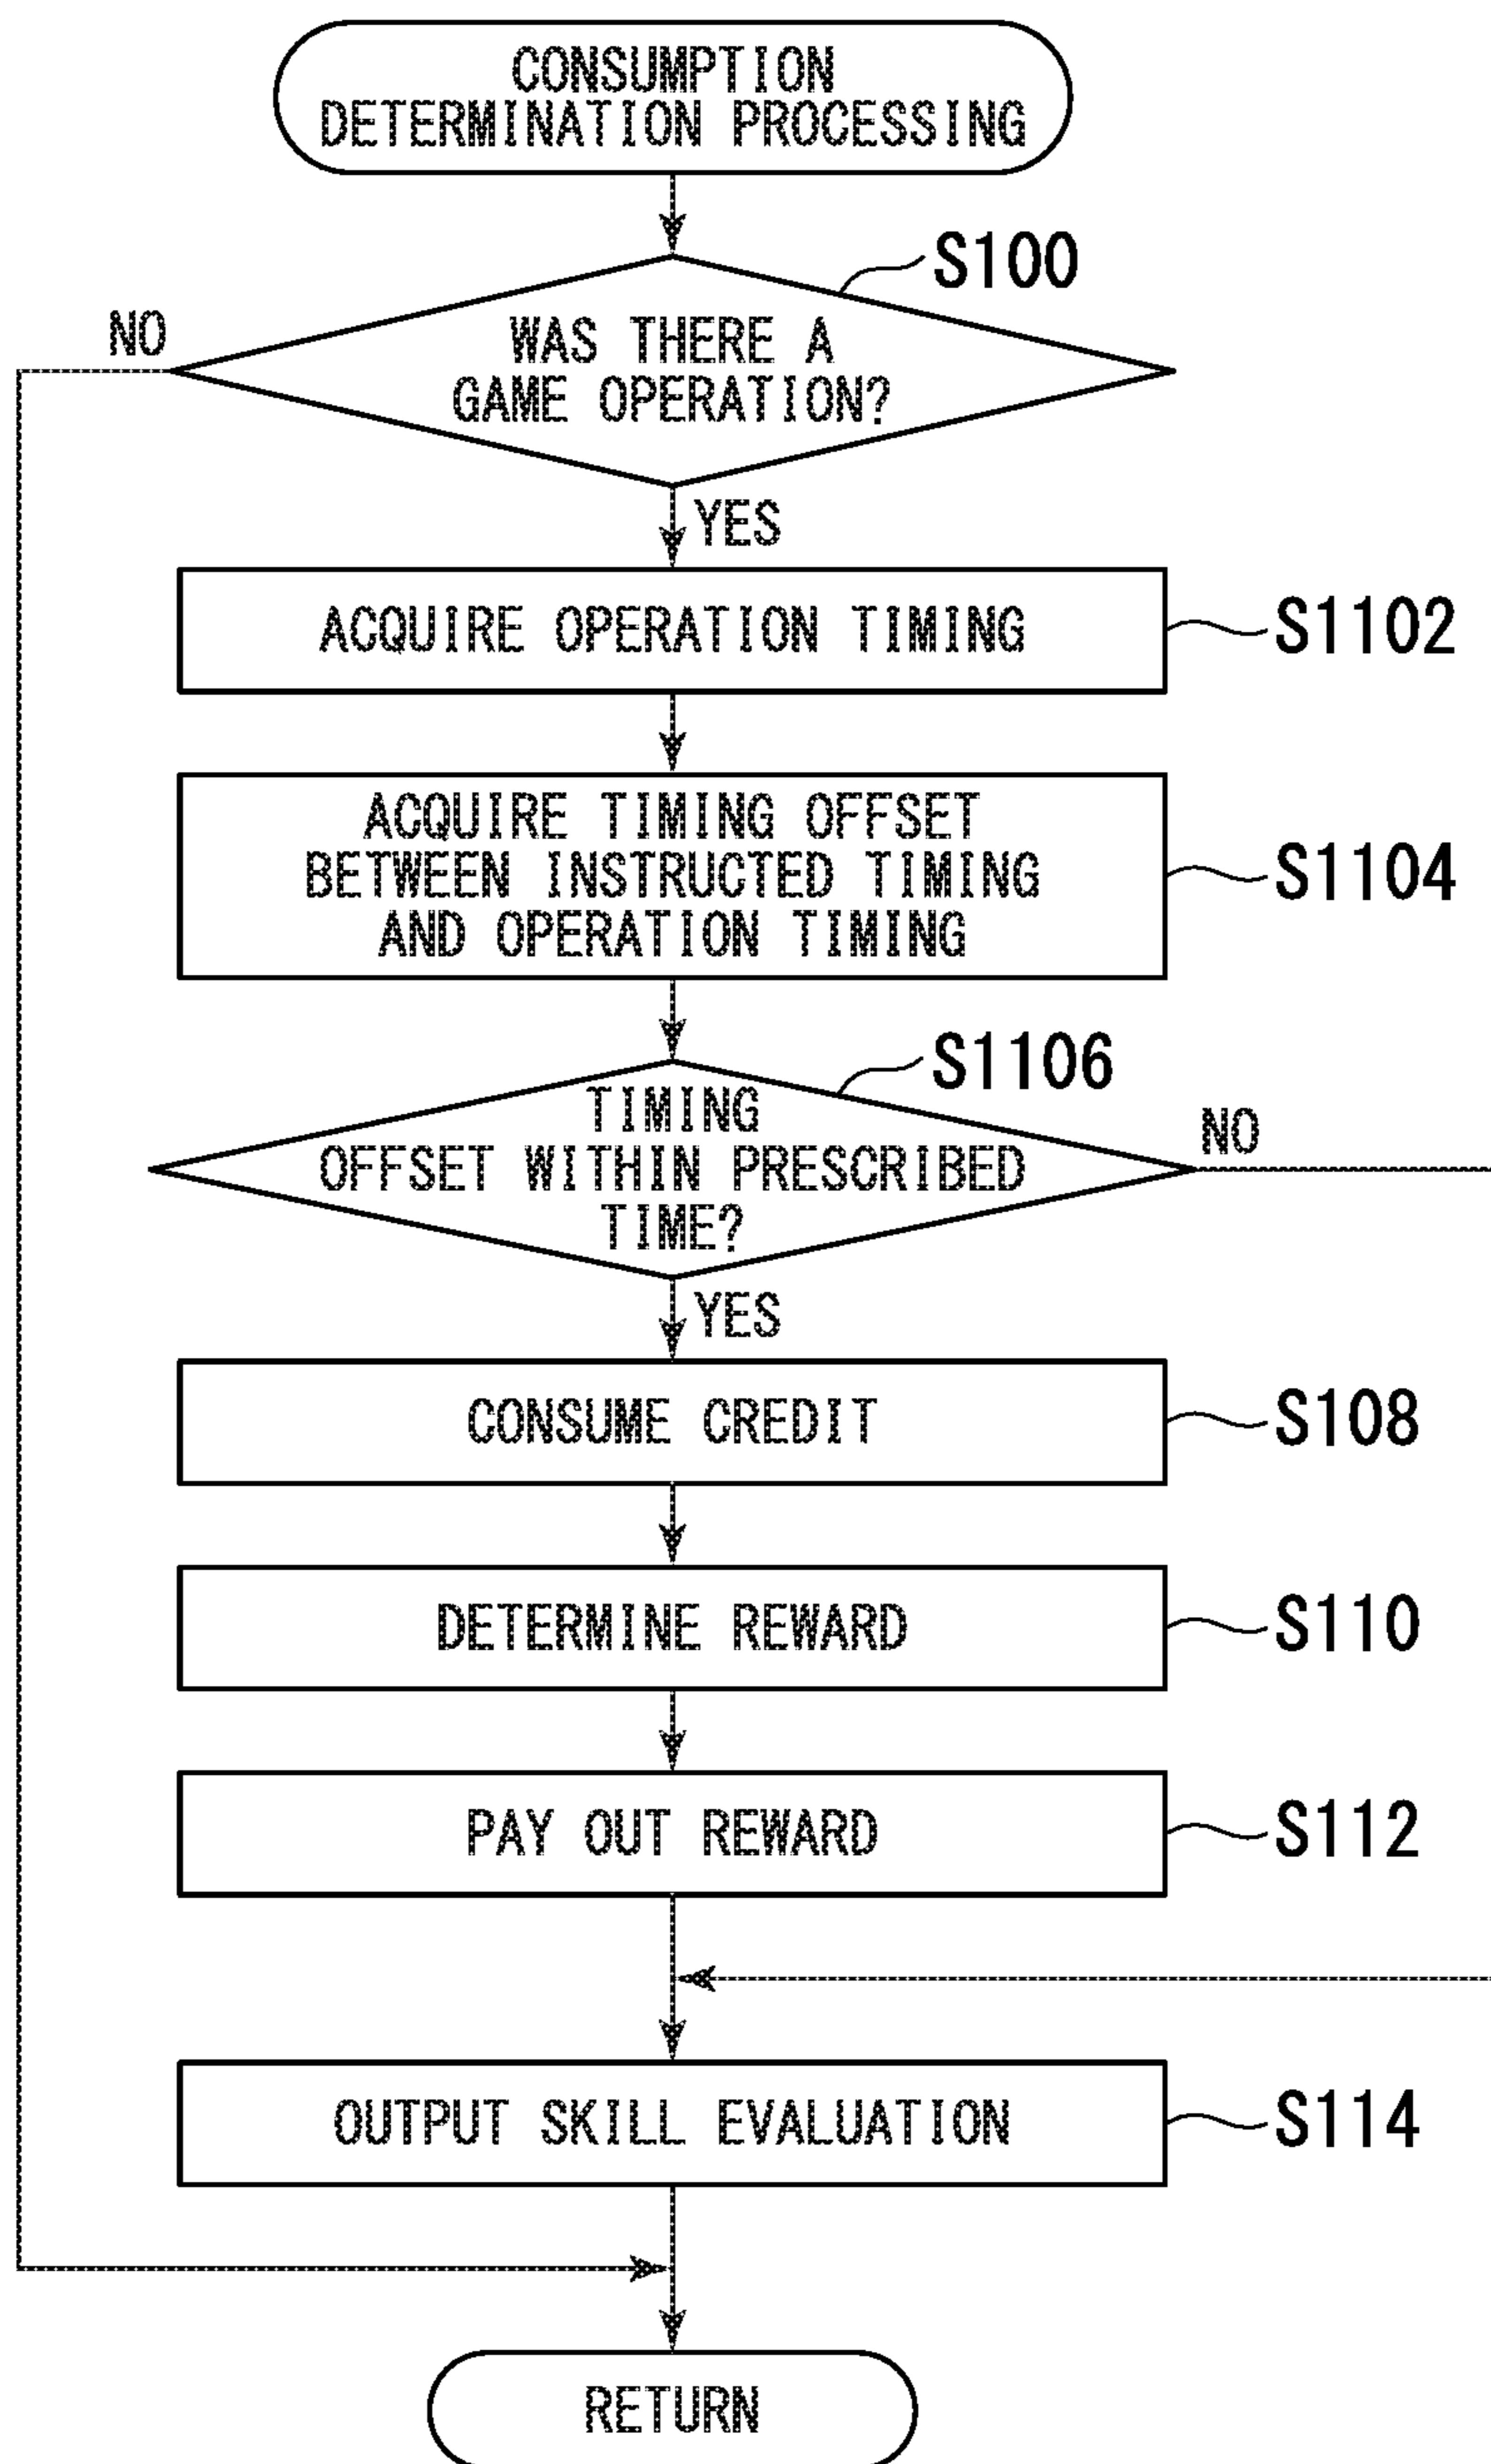 CONSUMPTION
DETERMINATION PROCESSING
S100
NO
WAS THERE A
GAME OPERATION?
YES
ACQUIRE OPERATION TIMING
S1102
ACQUIRE TIMING OFFSET
BETWEEN INSTRUCTED TIMING
AND OPERATION TIMING
S1104
S1106
TIMING
OFFSET WITHIN PRESCRIBED
TIME?
NO
YES
CONSUME CREDIT
S108
DETERMINE REWARD
S110
PAY OUT REWARD
S112
OUTPUT SKILL EVALUATION
S114
RETURN